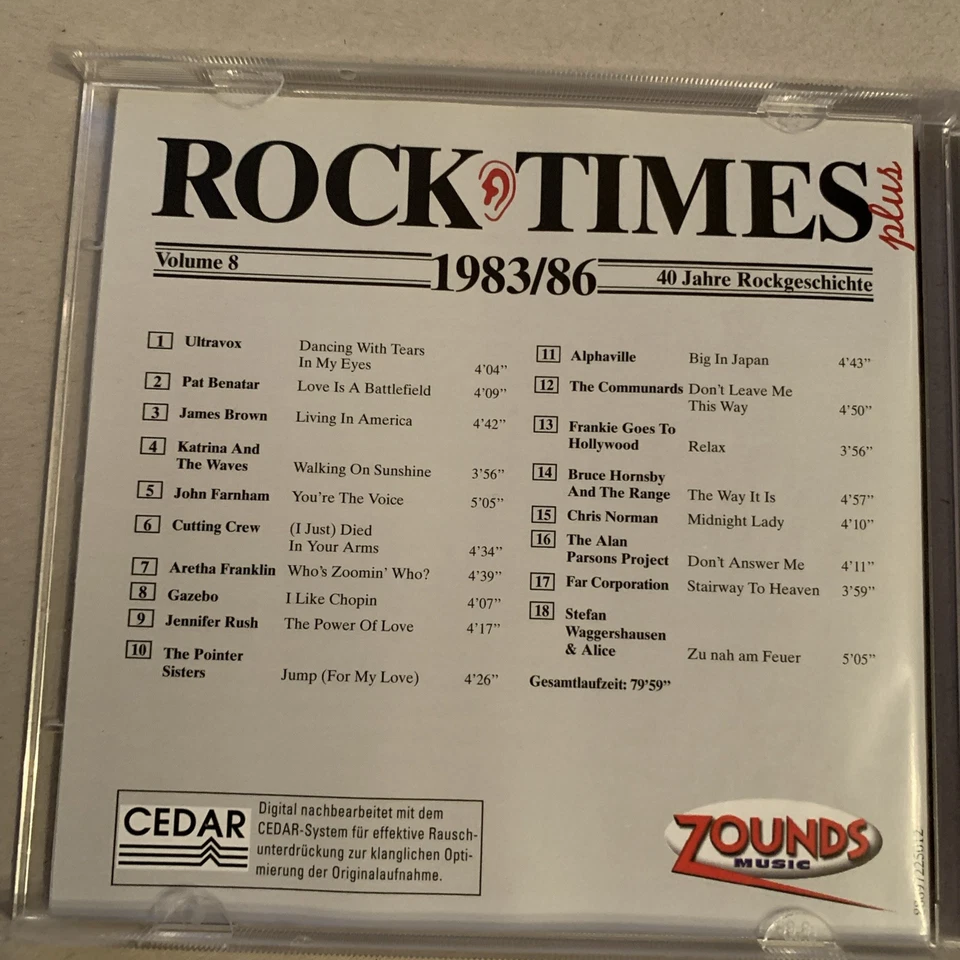 ROCK TIMES plus
Volume 8
1983/86
40 Jahre Rockgeschichte
1 Ultravox Dancing With Tears
In My Eyes 4'04”
2 Pat Benatar Love Is A Battlefield 4'09”
3 James Brown Living In America 4'42”
4 Katrina And
The Waves Walking On Sunshine 3'56”
5 John Farnham You're The Voice 5'05”
6 Cutting Crew (I Just) Died
In Your Arms 4'34”
7 Aretha Franklin Who's Zoomin' Who? 4'39”
8 Gazebo I Like Chopin 4'07”
9 Jennifer Rush The Power Of Love 4'17”
10 The Pointer
Sisters Jump (For My Love) 4'26”
11 Alphaville Big In Japan 4'43”
12 The Communards Don't Leave Me
This Way 4'50”
13 Frankie Goes To
Hollywood Relax 3'56”
14 Bruce Hornsby
And The Range The Way It Is 4'57”
15 Chris Norman Midnight Lady 4'10”
16 The Alan
Parsons Project Don't Answer Me 4'11”
17 Far Corporation Stairway To Heaven 3'59”
18 Stefan
Waggershausen
& Alice Zu nah am Feuer 5'05”
Gesamtlaufzeit: 79'59”
CEDAR
Digital nachbearbeitet mit dem
CEDAR-System für effektive Rausch-
unterdrückung zur klanglichen Opti-
mierung der Originalaufnahme.
ZOUNDS
MUSIC